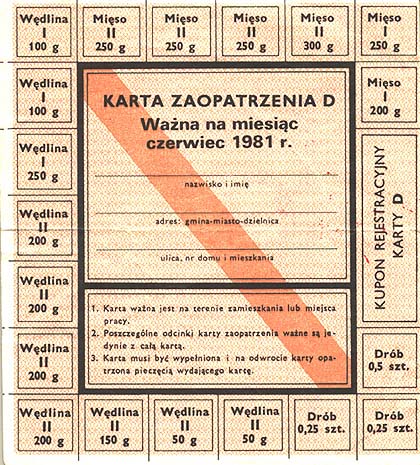 Wędlina
I
100 g
Mięso
II
250 g
Mięso
II
250 g
Mięso
II
250 g
Mięso
II
300 g
Mięso
I
250 g
Wędlina
I
100 g
Mięso
I
200 g
Wędlina
I
250 g
Wędlina
II
200 g
Wędlina
II
200 g
Wędlina
II
200 g
KARTA ZAOPATRZENIA D
Ważna na miesiąc
czerwiec 1981 r.
nazwisko i imię
adres: gmina-miasto-dzielnica
ulica, nr domu i mieszkania
1. Karta ważna jest na terenie zamieszkania lub miejsca
pracy.
2. Poszczególne odcinki karty zaopatrzenia ważne są je-
dynie z całą kartą.
3. Karta musi być wypełniona i na odwrocie karty opa-
trzona pieczęcią wydającego kartę.
KUPON REJESTRACYJNY
KARTY D
Drób
0,5 szt.
Wędlina
II
200 g
Wędlina
II
150 g
Wędlina
II
50 g
Wędlina
II
50 g
Drób
0,25 szt.
Drób
0,25 szt.